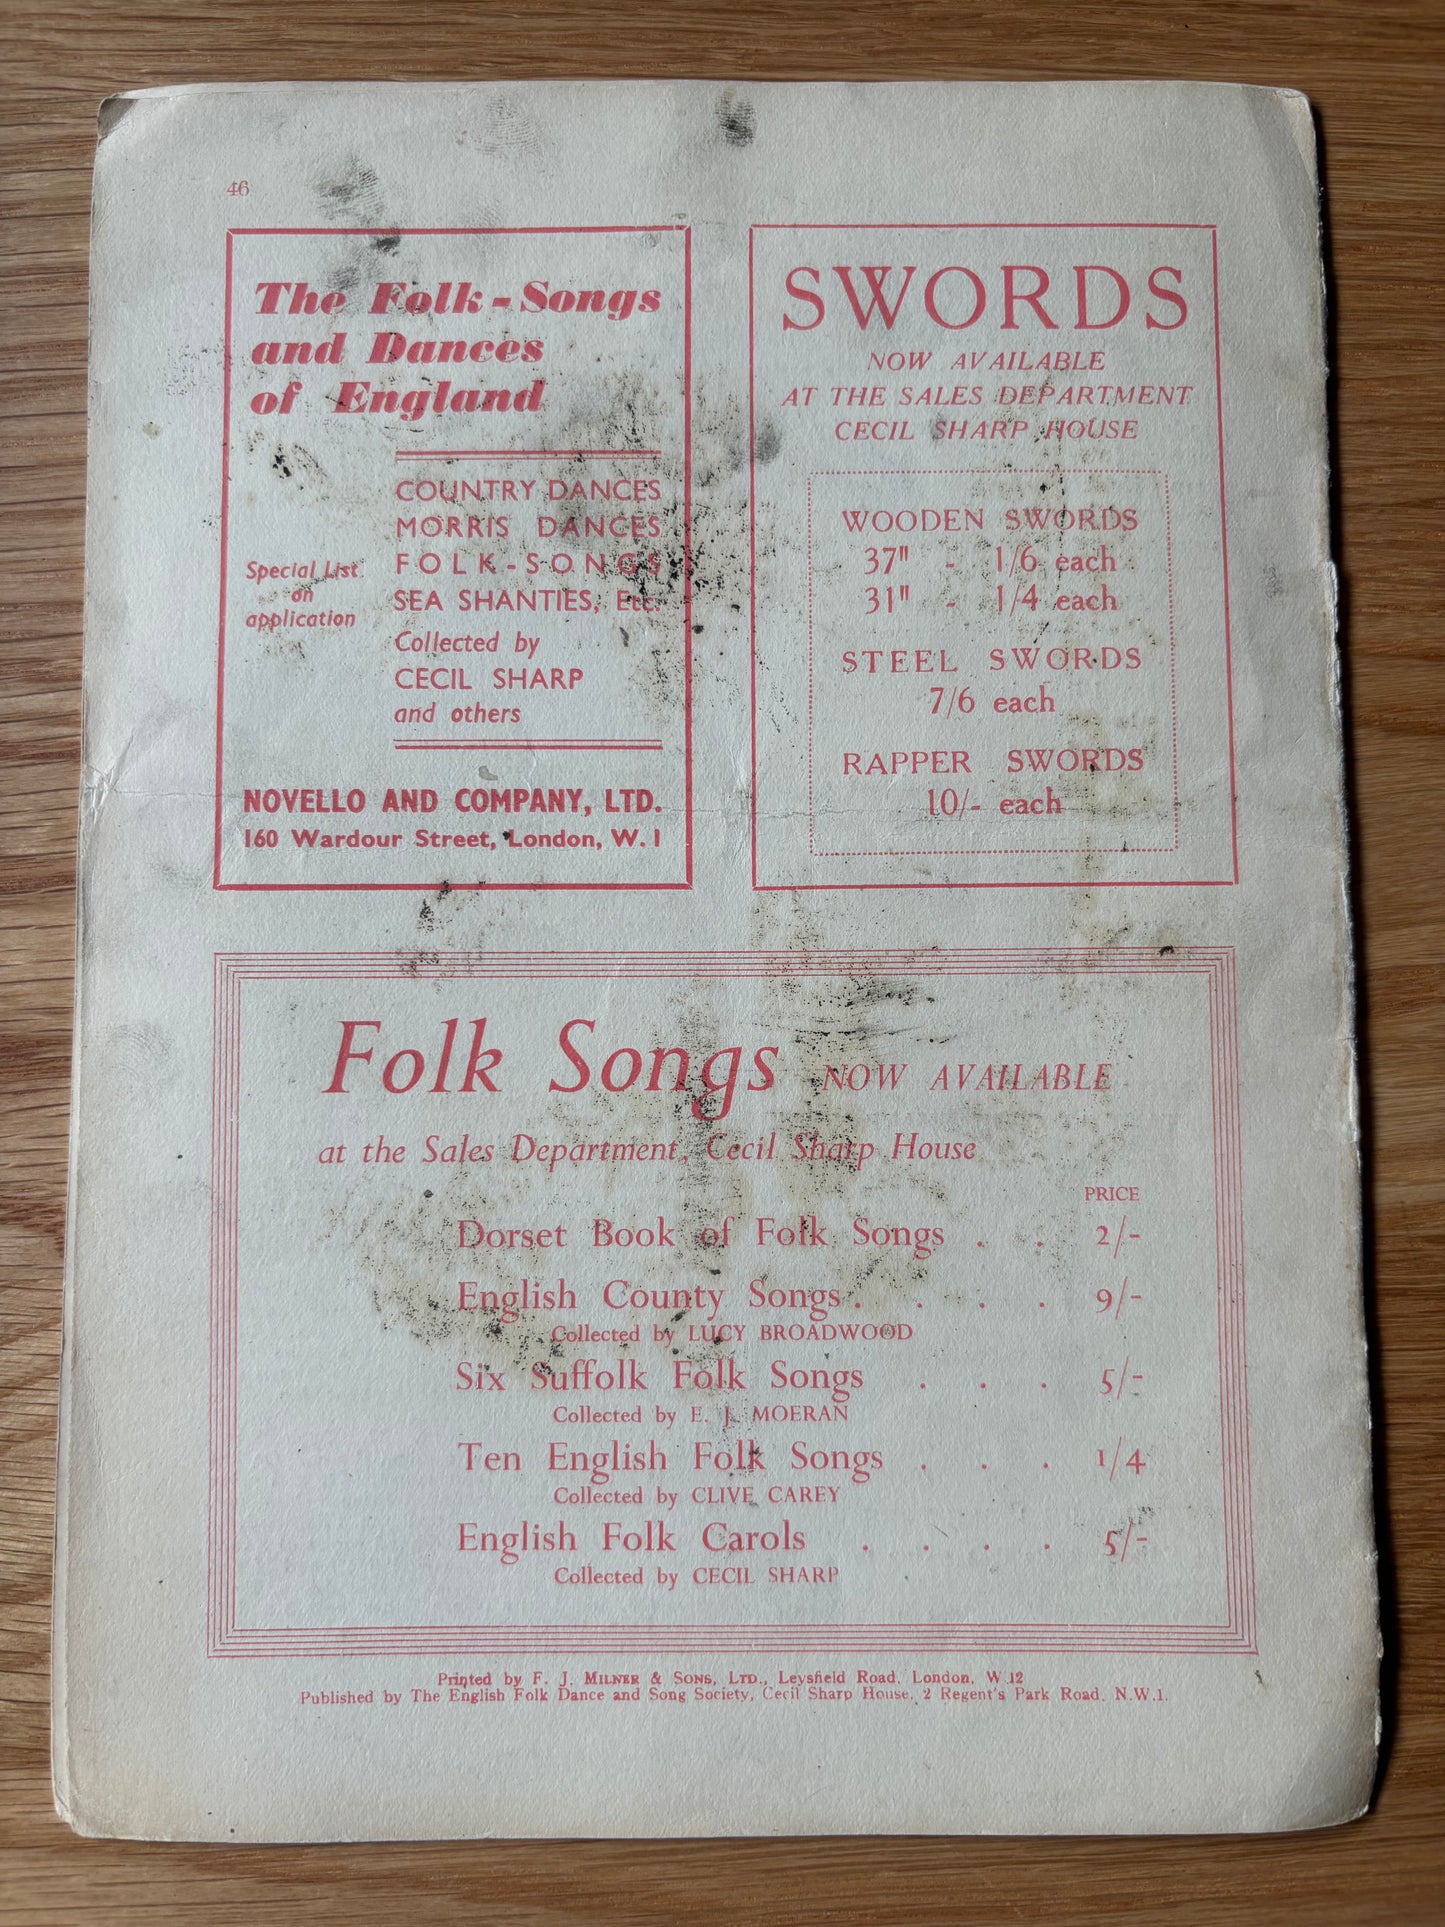 46
The Folk-Songs
and Dances
of England
COUNTRY DANCES
MORRIS DANCES
FOLK-SONGS
SEA SHANTIES, Etc.
Special List
on
application
Collected by
CECIL SHARP
and others
NOVELLO AND COMPANY, LTD.
160 Wardour Street, London, W. 1
SWORDS
NOW AVAILABLE
AT THE SALES DEPARTMENT
CECIL SHARP HOUSE
WOODEN SWORDS
37" - 1/6 each
31" - 1/4 each
STEEL SWORDS
7/6 each
RAPPER SWORDS
10/- each
Folk Songs NOW AVAILABLE
at the Sales Department, Cecil Sharp House
PRICE
Dorset Book of Folk Songs . . 2/-
English County Songs . . . . 9/-
Collected by LUCY BROADWOOD
Six Suffolk Folk Songs . . . 5/-
Collected by E. J. MOERAN
Ten English Folk Songs . . . 1/4
Collected by CLIVE CAREY
English Folk Carols . . . . 5/-
Collected by CECIL SHARP
Printed by F. J. MILNER & SONS, LTD., Leysfield Road, London, W.12
Published by The English Folk Dance and Song Society, Cecil Sharp House, 2 Regent's Park Road, N.W.1.